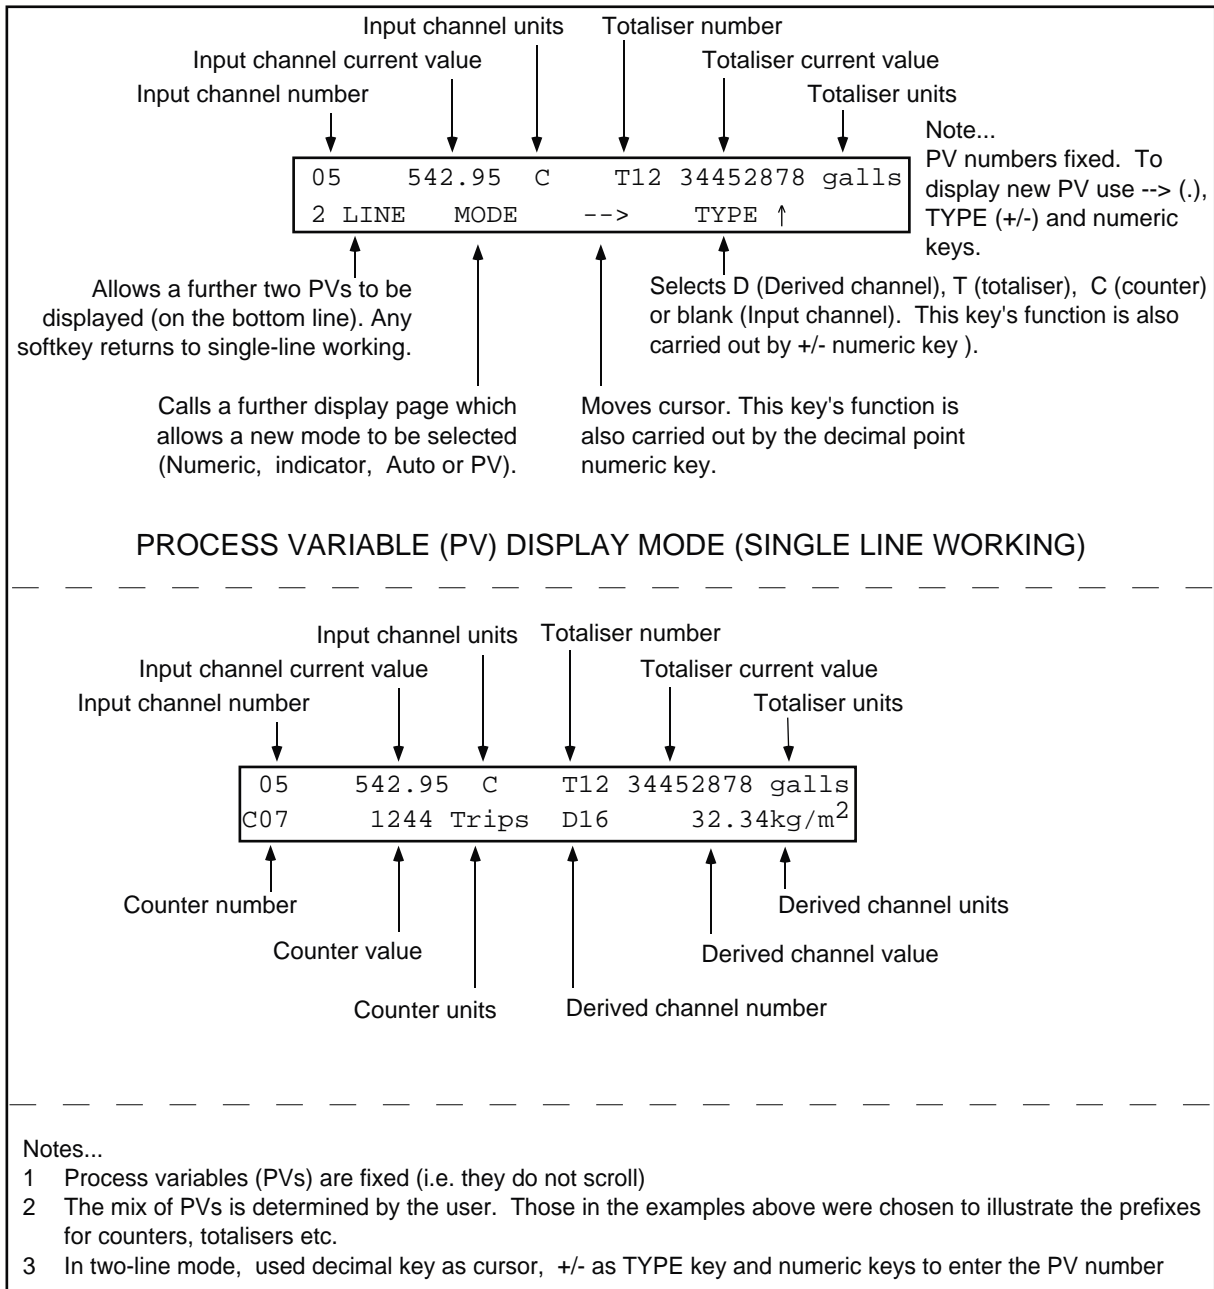 Input channel units Totaliser number
Input channel current value Totaliser current value
Input channel number Totaliser units
Note...
PV numbers fixed. To
display new PV use --> (.),
TYPE (+/-) and numeric
keys.
05 542.95 C T12 34452878 galls
2 LINE MODE --> TYPE ↑
Allows a further two PVs to be
displayed (on the bottom line). Any
softkey returns to single-line working.
Selects D (Derived channel), T (totaliser), C (counter)
or blank (Input channel). This key's function is also
carried out by +/- numeric key ).
Calls a further display page which
allows a new mode to be selected
(Numeric, indicator, Auto or PV).
Moves cursor. This key's function is
also carried out by the decimal point
numeric key.
PROCESS VARIABLE (PV) DISPLAY MODE (SINGLE LINE WORKING)
Input channel units Totaliser number
Input channel current value Totaliser current value
Input channel number Totaliser units
05 542.95 C T12 34452878 galls
C07 1244 Trips D16 32.34kg/m²
Counter number Derived channel units
Counter value Derived channel value
Counter units Derived channel number
Notes...
1 Process variables (PVs) are fixed (i.e. they do not scroll)
2 The mix of PVs is determined by the user. Those in the examples above were chosen to illustrate the prefixes
for counters, totalisers etc.
3 In two-line mode, used decimal key as cursor, +/- as TYPE key and numeric keys to enter the PV number